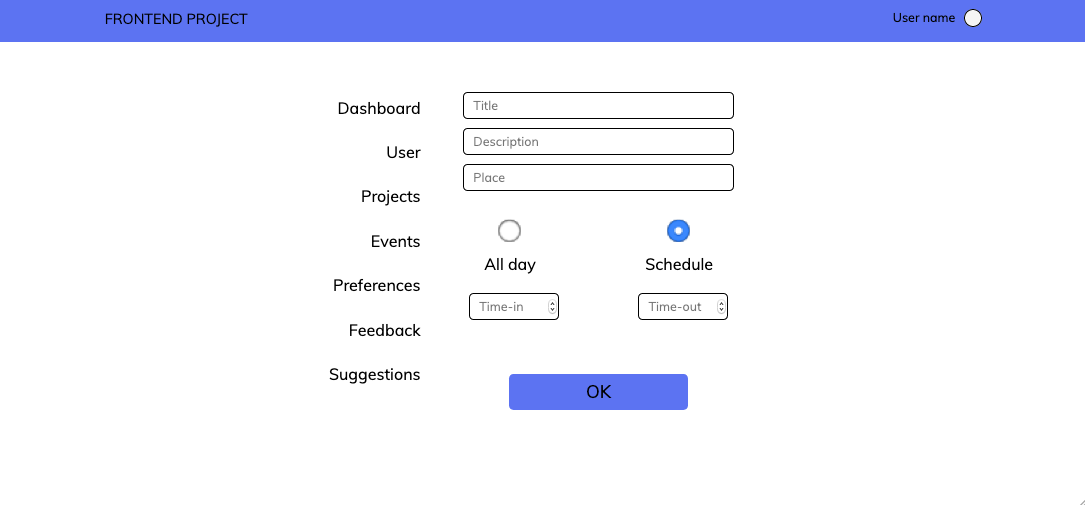 FRONTEND PROJECT
User name
Dashboard
User
Projects
Events
Preferences
Feedback
Suggestions
Title
Description
Place
All day
Schedule
Time-in
Time-out
OK